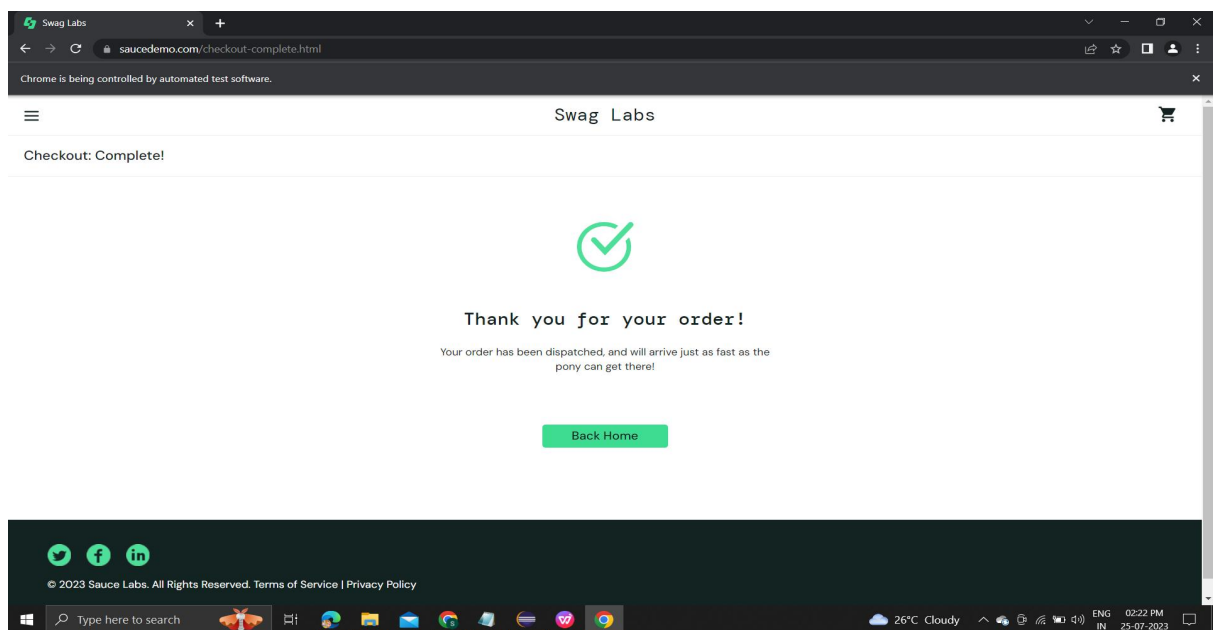 Swag Labs
saucedemo.com/checkout-complete.html
Chrome is being controlled by automated test software.
Swag Labs
Checkout: Complete!
Thank you for your order!
Your order has been dispatched, and will arrive just as fast as the
pony can get there!
Back Home
© 2023 Sauce Labs. All Rights Reserved. Terms of Service | Privacy Policy
Type here to search
26°C Cloudy
ENG
IN
02:22 PM
25-07-2023